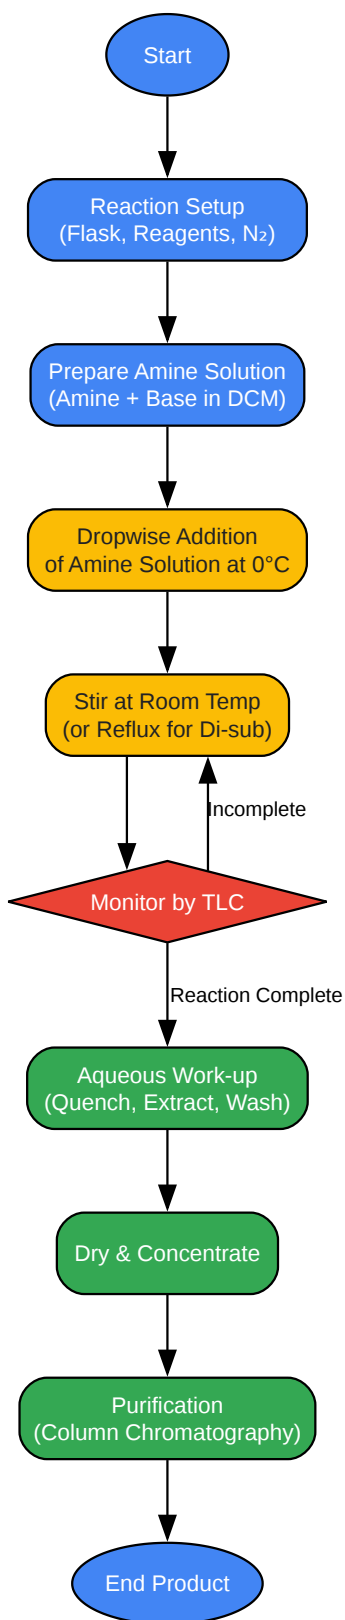 Start
Reaction Setup
(Flask, Reagents, N₂)
Prepare Amine Solution
(Amine + Base in DCM)
Dropwise Addition
of Amine Solution at 0°C
Stir at Room Temp
(or Reflux for Di-sub)
Incomplete
Monitor by TLC
Reaction Complete
Aqueous Work-up
(Quench, Extract, Wash)
Dry & Concentrate
Purification
(Column Chromatography)
End Product